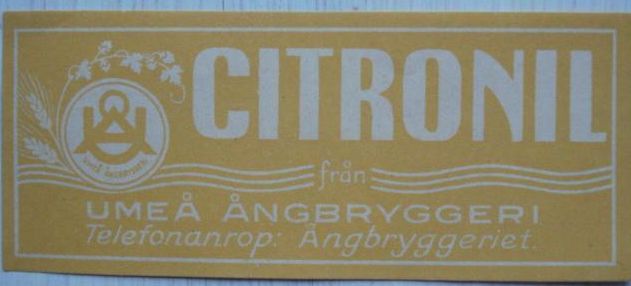 CITRONIL
från
UMEÅ ÅNGBRYGGERI
Telefonanrop: Ångbryggeriet.